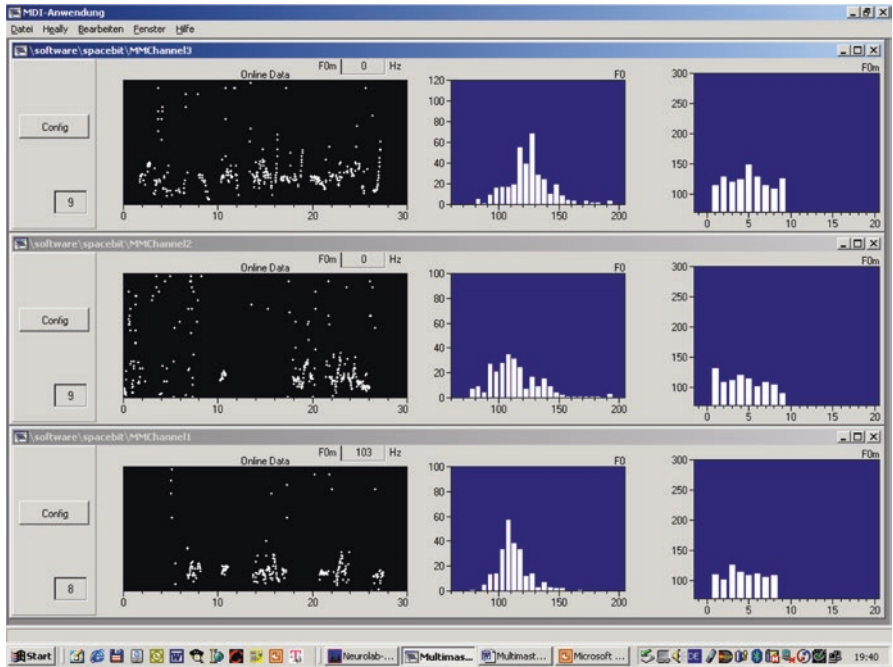 MDI-Anwendung
Datei Heally Bearbeiten Fenster Hilfe
\software\spacebit\MMChannel3
Config
9
Online Data
F0m 0 Hz
0 10 20 30
F0
120
100
80
60
40
20
0
100 150 200
F0m
300
250
200
150
100
0 5 10 15 20
\software\spacebit\MMChannel2
Config
9
Online Data
F0m 0 Hz
0 10 20 30
F0
100
80
60
40
20
0
100 150 200
F0m
300
250
200
150
100
0 5 10 15 20
\software\spacebit\MMChannel1
Config
8
Online Data
F0m 103 Hz
0 10 20 30
F0
100
80
60
40
20
0
100 150 200
F0m
300
250
200
150
100
0 5 10 15 20
Start Neurolab-... Multimas... Multimast... Microsoft ... DE 19:40